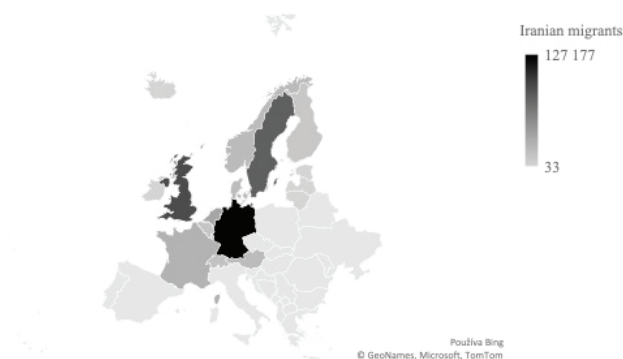 Iranian migrants
127 177
33
Používa Bing
© GeoNames, Microsoft, TomTom